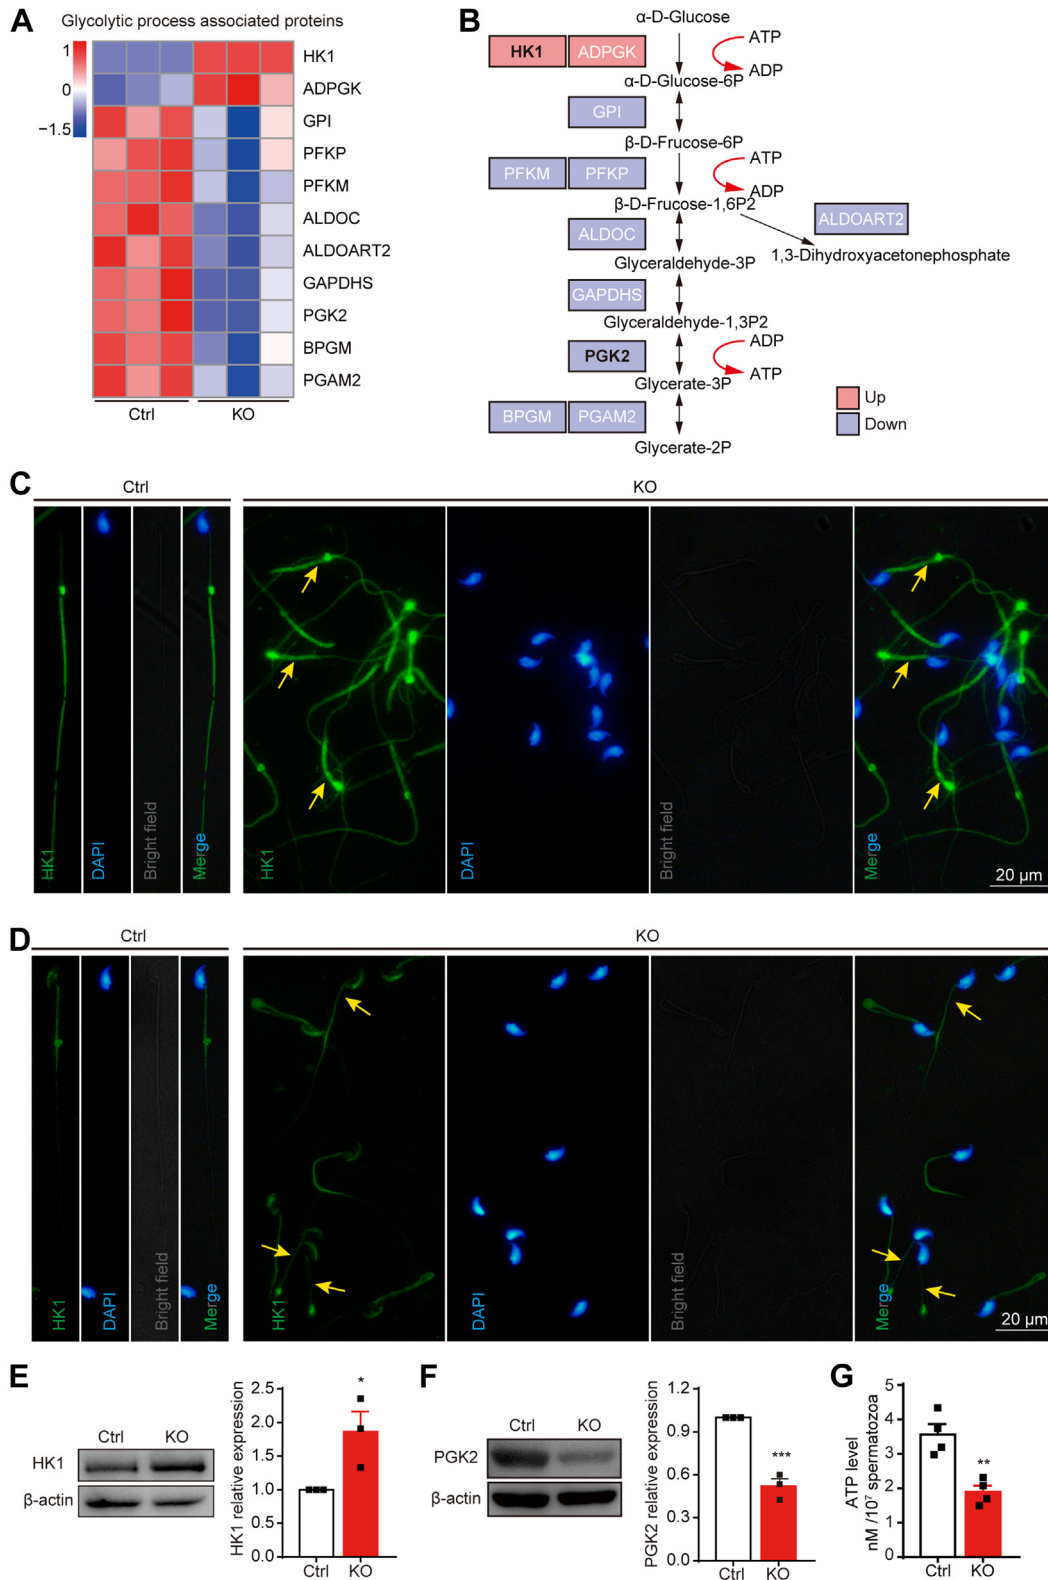 A
Glycolytic process associated proteins
1
0
−1.5
HK1
ADPGK
GPI
PFKP
PFKM
ALDOC
ALDOART2
GAPDHS
PGK2
BPGM
PGAM2
Ctrl KO
B
α-D-Glucose
HK1 ADPGK
ATP
ADP
α-D-Glucose-6P
GPI
β-D-Frucose-6P
PFKM PFKP
ATP
ADP
β-D-Frucose-1,6P2
ALDOART2
ALDOC
1,3-Dihydroxyacetonephosphate
Glyceraldehyde-3P
GAPDHS
Glyceraldehyde-1,3P2
PGK2
ADP
ATP
Glycerate-3P
BPGM PGAM2
Glycerate-2P
Up
Down
C
Ctrl KO
HK1 DAPI Bright field Merge HK1 DAPI Bright field Merge
20 μm
D
Ctrl KO
HK1 DAPI Bright field Merge HK1 DAPI Bright field Merge
20 μm
E
Ctrl KO
HK1
β-actin
HK1 relative expression
2.5
2.0
1.5
1.0
0.5
0.0
*
Ctrl KO
F
Ctrl KO
PGK2
β-actin
PGK2 relative expression
1.2
0.9
0.6
0.3
0.0
***
Ctrl KO
G
ATP level
nM /10⁷ spermatozoa
5
4
3
2
1
0
**
Ctrl KO